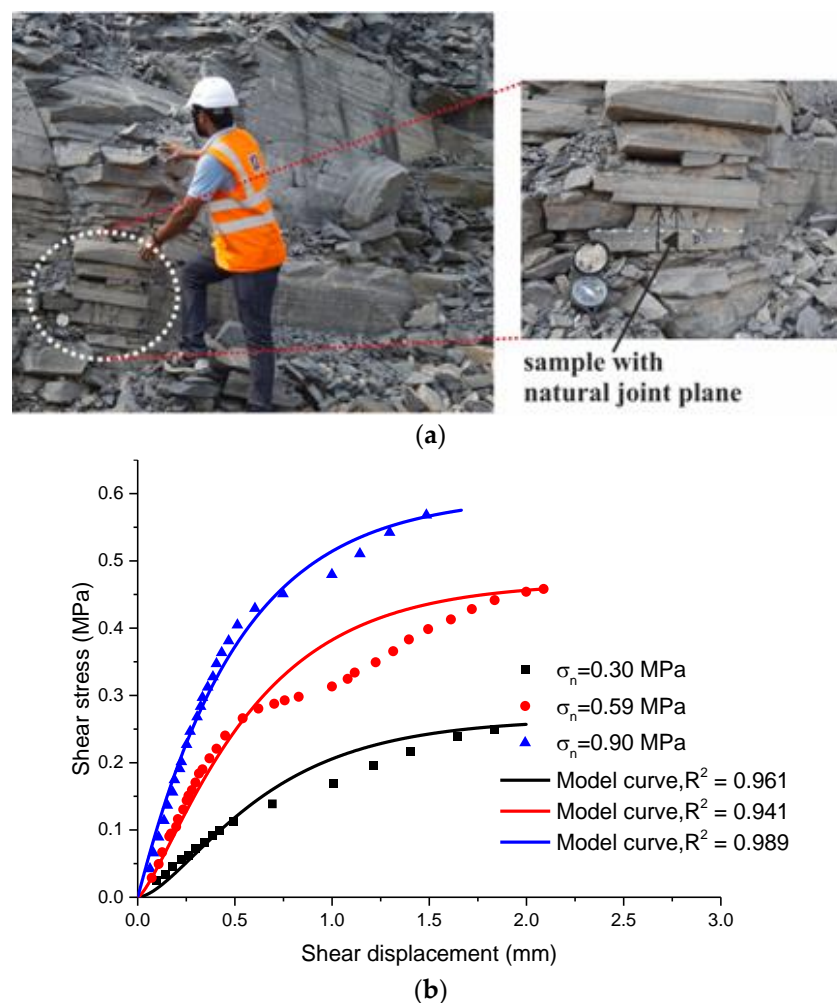 sample with
natural joint plane
(a)
0.6
0.5
0.4
0.3
0.2
0.1
0.0
Shear stress (MPa)
σn=0.30 MPa
σn=0.59 MPa
σn=0.90 MPa
Model curve,R² = 0.961
Model curve,R² = 0.941
Model curve,R² = 0.989
0.0 0.5 1.0 1.5 2.0 2.5 3.0
Shear displacement (mm)
(b)